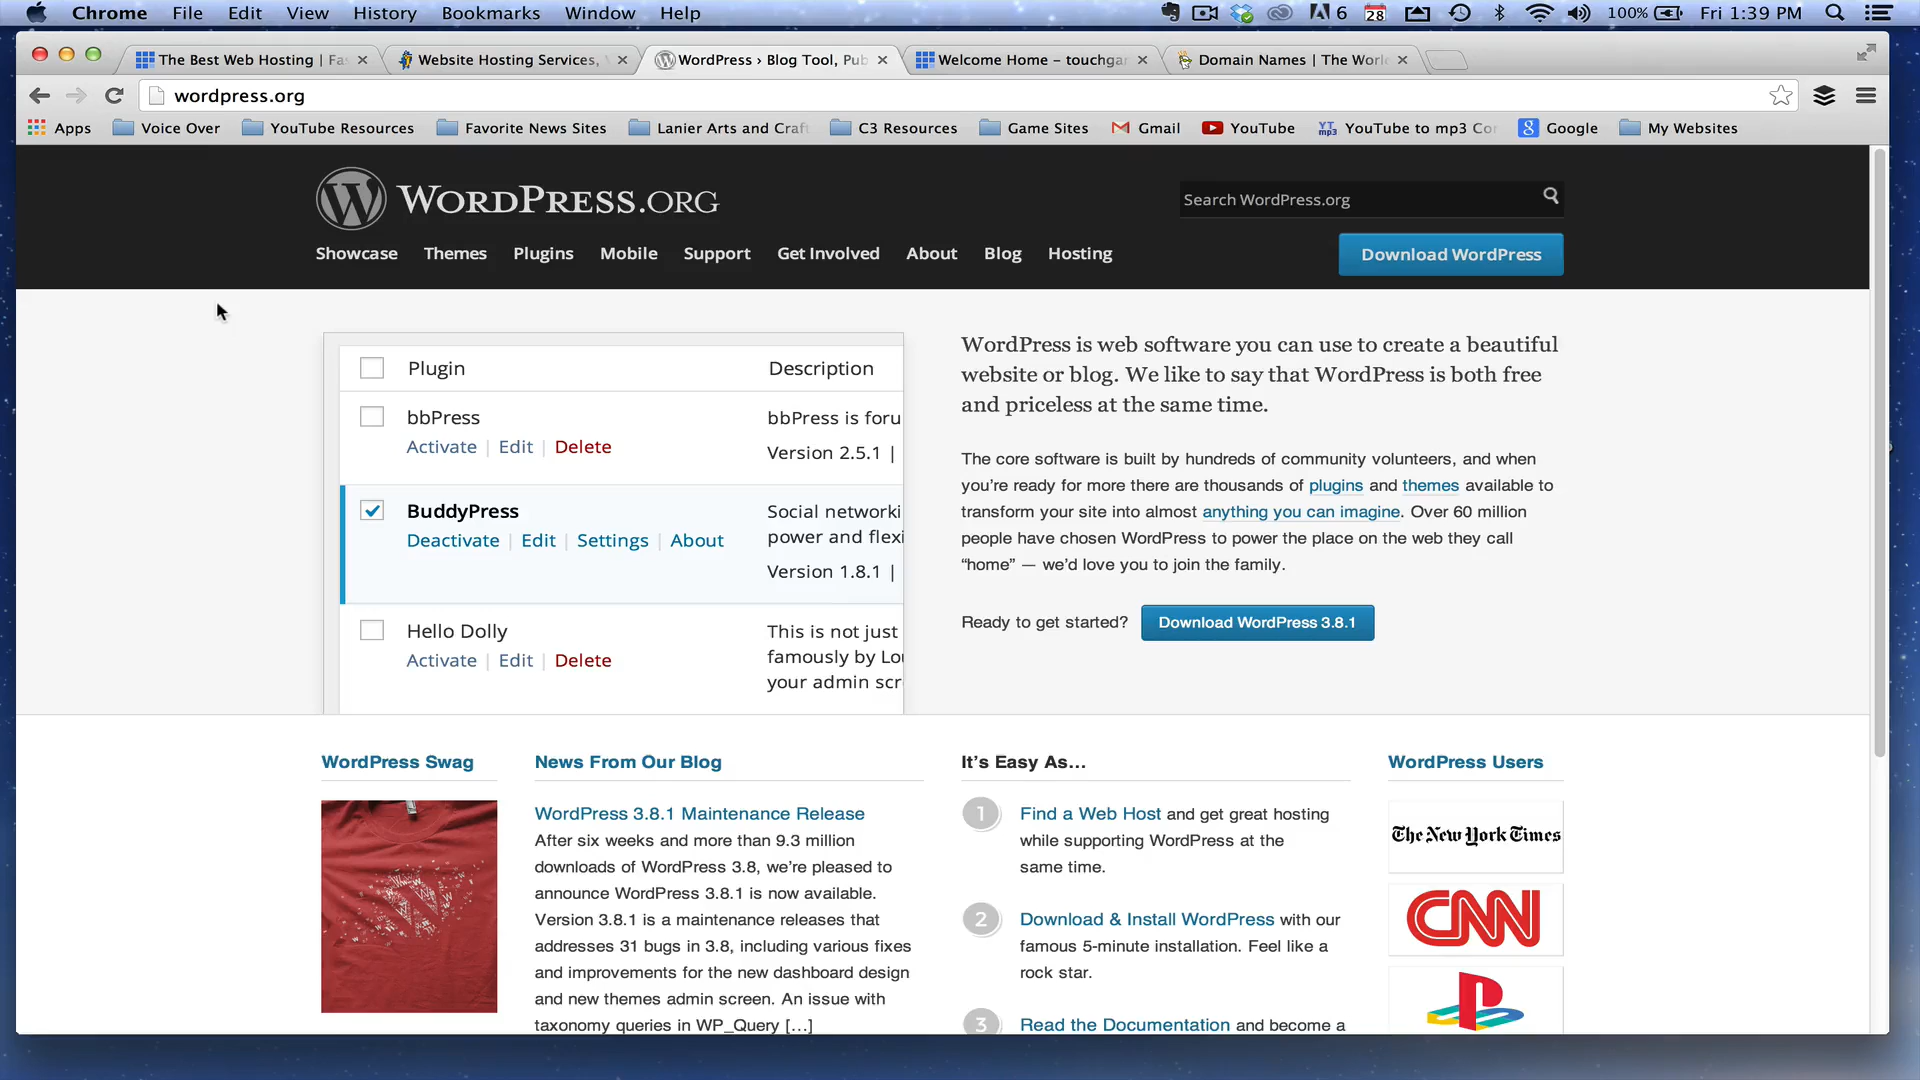 Chrome File Edit View History Bookmarks Window Help
6 28 100% Fri 1:39 PM
The Best Web Hosting | Fa
Website Hosting Services,
WordPress › Blog Tool, Pub
Welcome Home – touchgar
Domain Names | The World
wordpress.org
Apps Voice Over YouTube Resources Favorite News Sites Lanier Arts and Craf C3 Resources Game Sites Gmail YouTube YouTube to mp3 Co Google My Websites
WORDPRESS.ORG
Search WordPress.org
Showcase Themes Plugins Mobile Support Get Involved About Blog Hosting
Download WordPress
Plugin Description
bbPress bbPress is foru
Activate | Edit | Delete
Version 2.5.1 |
BuddyPress Social networki
Deactivate | Edit | Settings | About power and flexi
Version 1.8.1 |
Hello Dolly This is not just
Activate | Edit | Delete famously by Lou
your admin scr
WordPress is web software you can use to create a beautiful
website or blog. We like to say that WordPress is both free
and priceless at the same time.
The core software is built by hundreds of community volunteers, and when
you’re ready for more there are thousands of plugins and themes available to
transform your site into almost anything you can imagine. Over 60 million
people have chosen WordPress to power the place on the web they call
“home” — we’d love you to join the family.
Ready to get started? Download WordPress 3.8.1
WordPress Swag
News From Our Blog
WordPress 3.8.1 Maintenance Release
After six weeks and more than 9.3 million
downloads of WordPress 3.8, we’re pleased to
announce WordPress 3.8.1 is now available.
Version 3.8.1 is a maintenance releases that
addresses 31 bugs in 3.8, including various fixes
and improvements for the new dashboard design
and new themes admin screen. An issue with
taxonomy queries in WP_Query [...]
It’s Easy As…
1 Find a Web Host and get great hosting
while supporting WordPress at the
same time.
2 Download & Install WordPress with our
famous 5-minute installation. Feel like a
rock star.
3 Read the Documentation and become a
WordPress Users
The New York Times
CNN